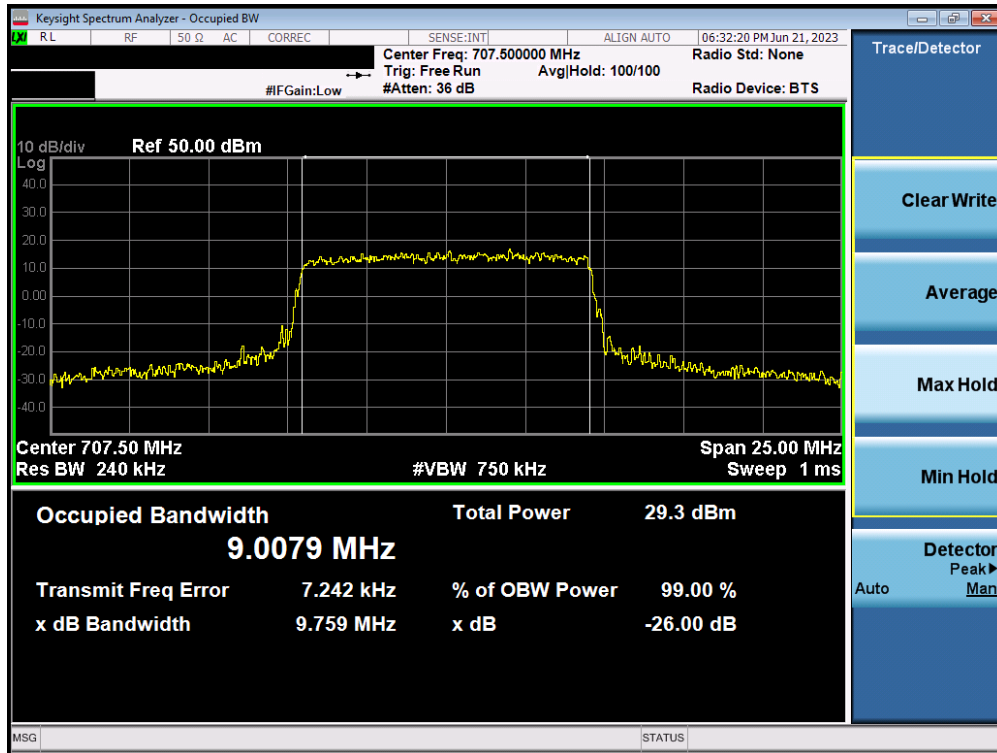 Keysight Spectrum Analyzer - Occupied BW
LXI RL RF 50 Ω AC CORREC SENSE:INT ALIGN AUTO 06:32:20 PM Jun 21, 2023
Center Freq: 707.500000 MHz Radio Std: None
Trig: Free Run Avg|Hold: 100/100
#IFGain:Low #Atten: 36 dB Radio Device: BTS
10 dB/div Ref 50.00 dBm
Log
40.0
30.0
20.0
10.0
0.00
-10.0
-20.0
-30.0
-40.0
Center 707.50 MHz Span 25.00 MHz
Res BW 240 kHz #VBW 750 kHz Sweep 1 ms
Occupied Bandwidth Total Power 29.3 dBm
9.0079 MHz
Transmit Freq Error 7.242 kHz % of OBW Power 99.00 %
x dB Bandwidth 9.759 MHz x dB -26.00 dB
MSG STATUS
Trace/Detector
Clear Write
Average
Max Hold
Min Hold
Detector
Peak▶
Auto Man